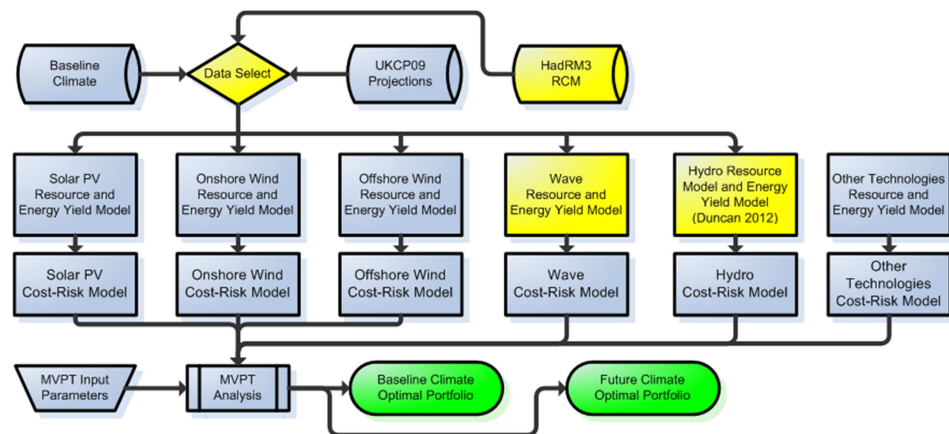 Baseline
Climate
Data Select
UKCP09
Projections
HadRM3
RCM
Solar PV
Resource and
Energy Yield Model
Onshore Wind
Resource and
Energy Yield Model
Offshore Wind
Resource and
Energy Yield Model
Wave
Resource and
Energy Yield Model
Hydro Resource
Model and Energy
Yield Model
(Duncan 2012)
Other Technologies
Resource and
Energy Yield Model
Solar PV
Cost-Risk Model
Onshore Wind
Cost-Risk Model
Offshore Wind
Cost-Risk Model
Wave
Cost-Risk Model
Hydro
Cost-Risk Model
Other
Technologies
Cost-Risk Model
MVPT Input
Parameters
MVPT
Analysis
Baseline Climate
Optimal Portfolio
Future Climate
Optimal Portfolio